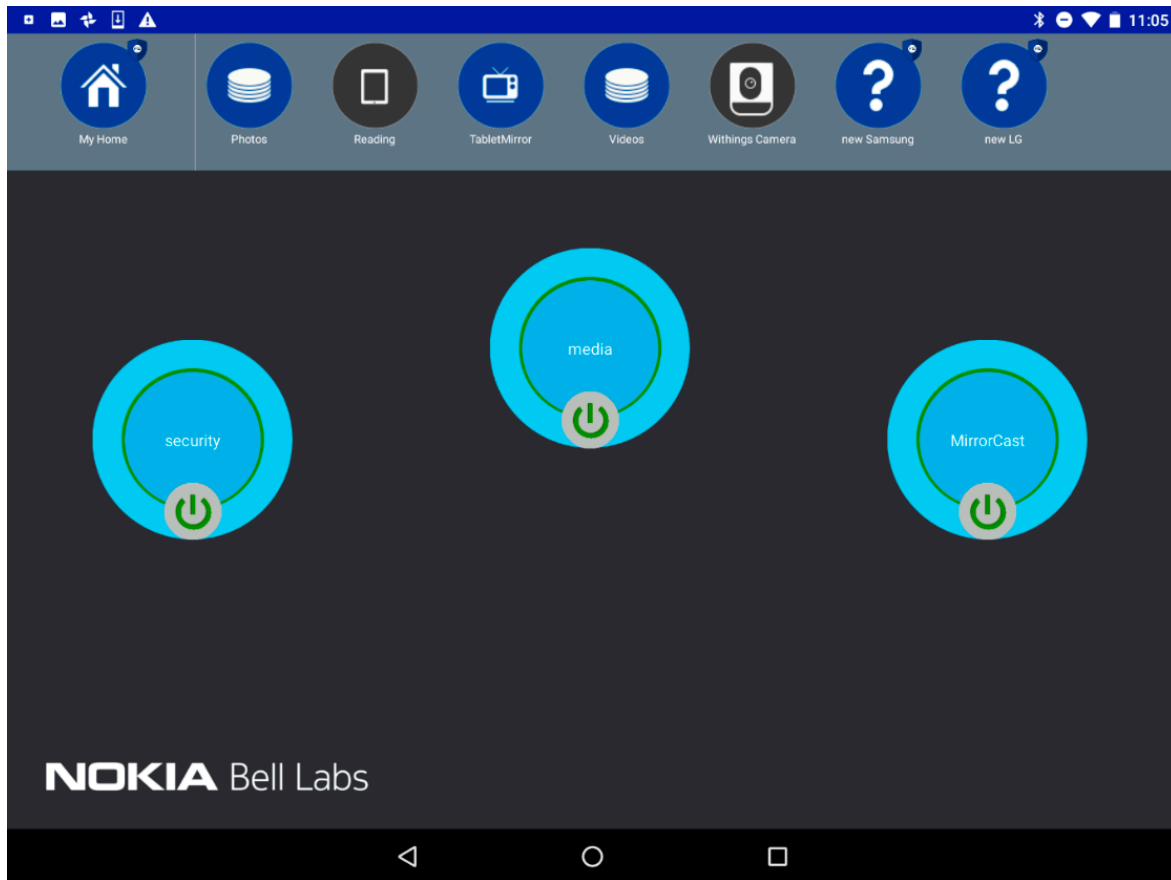 11:05
My Home
Photos
Reading
TabletMirror
Videos
Withings Camera
new Samsung
new LG
media
security
MirrorCast
NOKIA Bell Labs